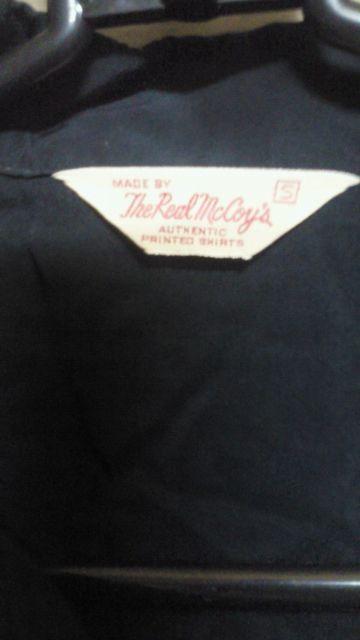 MADE BY
S
The Real McCoy's
AUTHENTIC
PRINTED SHIRTS